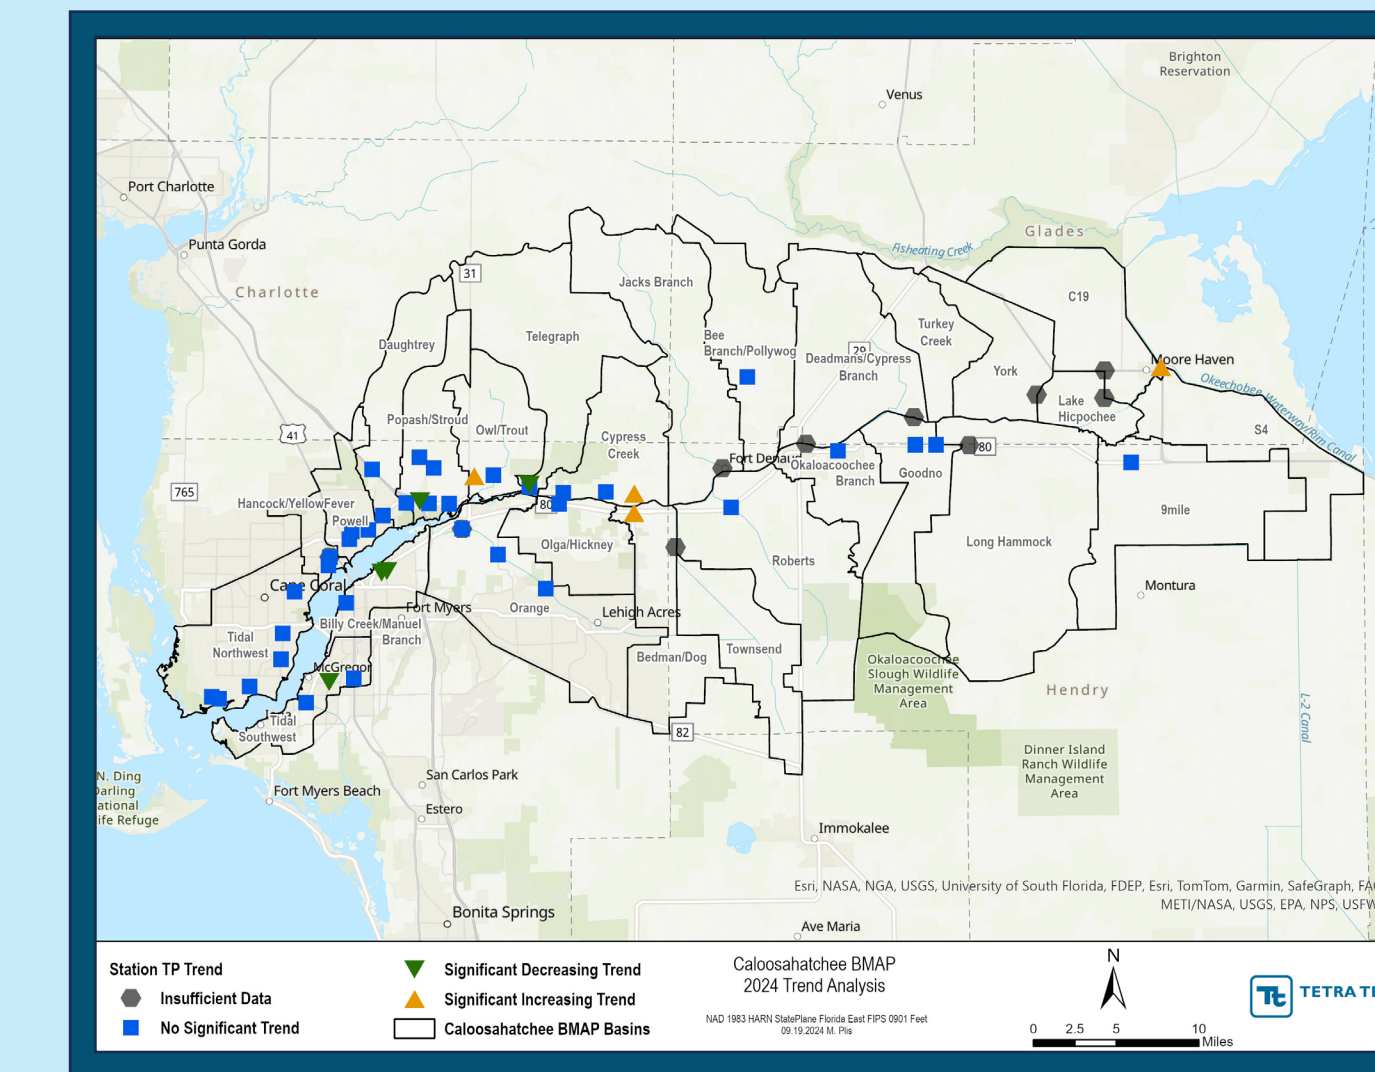 Brighton
Reservation
Venus
Port Charlotte
Punta Gorda
Charlotte
Glades
Fisheating Creek
31
Jacks Branch
C19
Telegraph
Daughtrey
Bee
Branch/Pollywog
29
Deadmans/Cypress
Branch
Turkey
Creek
York
Moore Haven
Okeechobee Waterway/Rim Canal
Lake
Hicpochee
S4
Popash/Stroud
Owl/Trout
Cypress
Creek
41
80
Fort Denau
Okaloacoochee
Branch
Goodno
765
Hancock/YellowFever
Powell
80
9mile
Olga/Hickney
Long Hammock
Roberts
Cape Coral
Montura
Fort Myers
Orange
Lehigh Acres
Billy Creek/Manuel
Branch
Tidal
Northwest
McGregor
Bedman/Dog
Townsend
Okaloacoochee
Slough Wildlife
Management
Area
Hendry
L-2 Canal
Tidal
Southwest
82
Dinner Island
Ranch Wildlife
Management
Area
N. Ding
Darling
ational
life Refuge
San Carlos Park
Fort Myers Beach
Estero
Immokalee
Esri, NASA, NGA, USGS, University of South Florida, FDEP, Esri, TomTom, Garmin, SafeGraph, FAO
METI/NASA, USGS, EPA, NPS, USFW
Bonita Springs
Ave Maria
Station TP Trend
Insufficient Data
No Significant Trend
Significant Decreasing Trend
Significant Increasing Trend
Caloosahatchee BMAP Basins
Caloosahatchee BMAP
2024 Trend Analysis
NAD 1983 HARN StatePlane Florida East FIPS 0901 Feet
09.19.2024 M. Plis
N
0 2.5 5 10
Miles
Tt TETRA TE